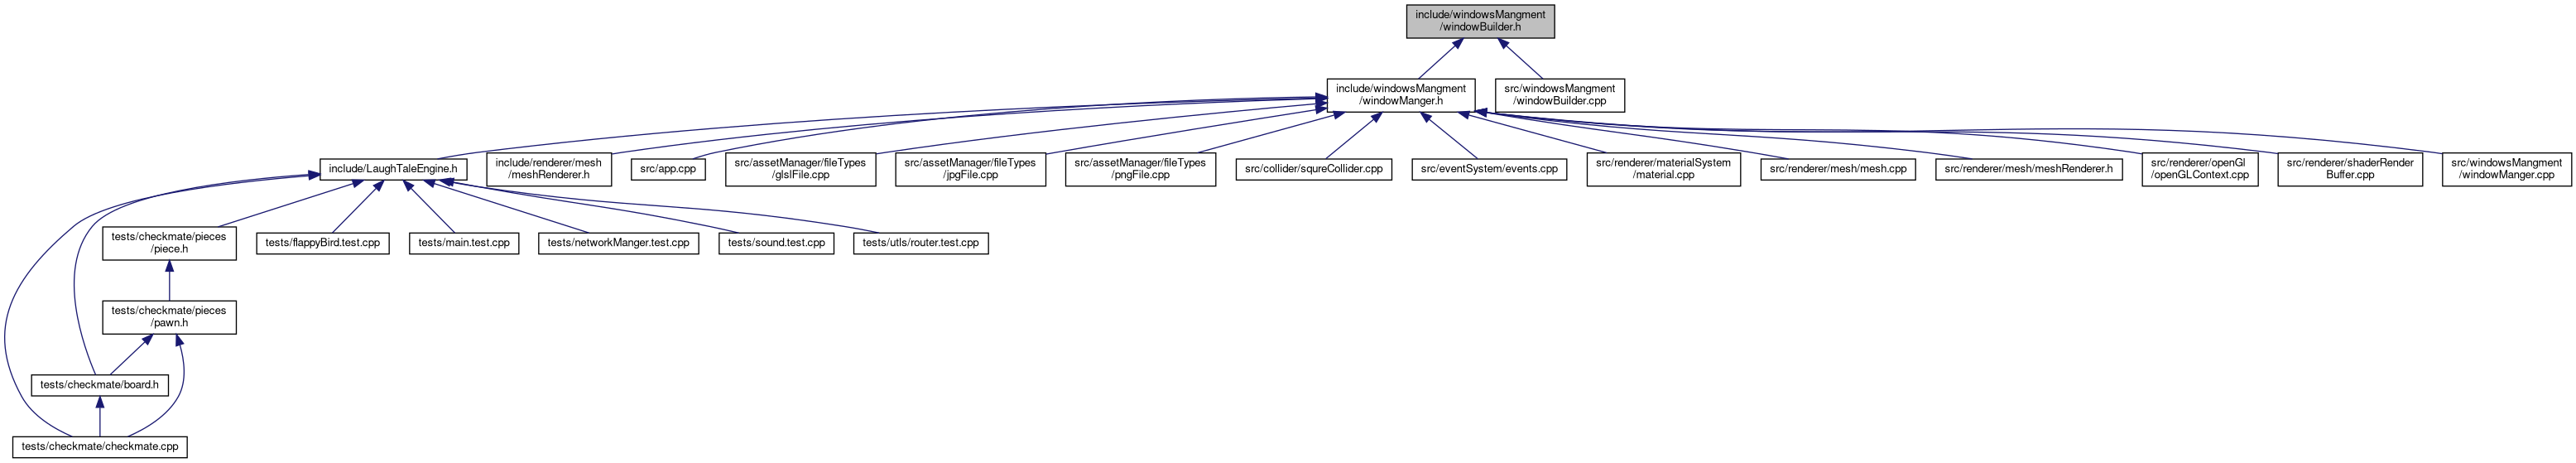 include/windowsMangment
/windowBuilder.h
include/windowsMangment
/windowManger.h
src/windowsMangment
/windowBuilder.cpp
include/LaughTaleEngine.h
include/renderer/mesh
/meshRenderer.h
src/app.cpp
src/assetManager/fileTypes
/glslFile.cpp
src/assetManager/fileTypes
/jpgFile.cpp
src/assetManager/fileTypes
/pngFile.cpp
src/collider/squreCollider.cpp
src/eventSystem/events.cpp
src/renderer/materialSystem
/material.cpp
src/renderer/mesh/mesh.cpp
src/renderer/mesh/meshRenderer.h
src/renderer/openGl
/openGLContext.cpp
src/renderer/shaderRender
Buffer.cpp
src/windowsMangment
/windowManger.cpp
tests/checkmate/pieces
/piece.h
tests/flappyBird.test.cpp
tests/main.test.cpp
tests/networkManger.test.cpp
tests/sound.test.cpp
tests/utls/router.test.cpp
tests/checkmate/pieces
/pawn.h
tests/checkmate/board.h
tests/checkmate/checkmate.cpp